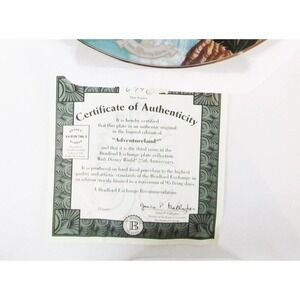 Certificate of Authenticity
It is hereby certified
that this plate is an authentic original
in the limited edition of
"Adventureland"
and that it is the third issue in the
Bradford Exchange plate collection
Walt Disney World® 25th Anniversary.
It is produced on hard fired porcelain to the highest
quality and artistic standards of the Bradford Exchange in
an edition strictly limited to a maximum of 95 firing days.
A Bradford Exchange Recommendation
B